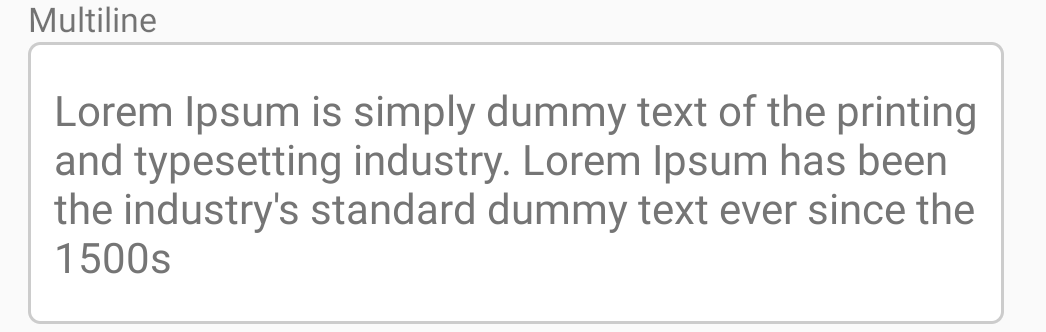 Multiline
Lorem Ipsum is simply dummy text of the printing
and typesetting industry. Lorem Ipsum has been
the industry's standard dummy text ever since the
1500s